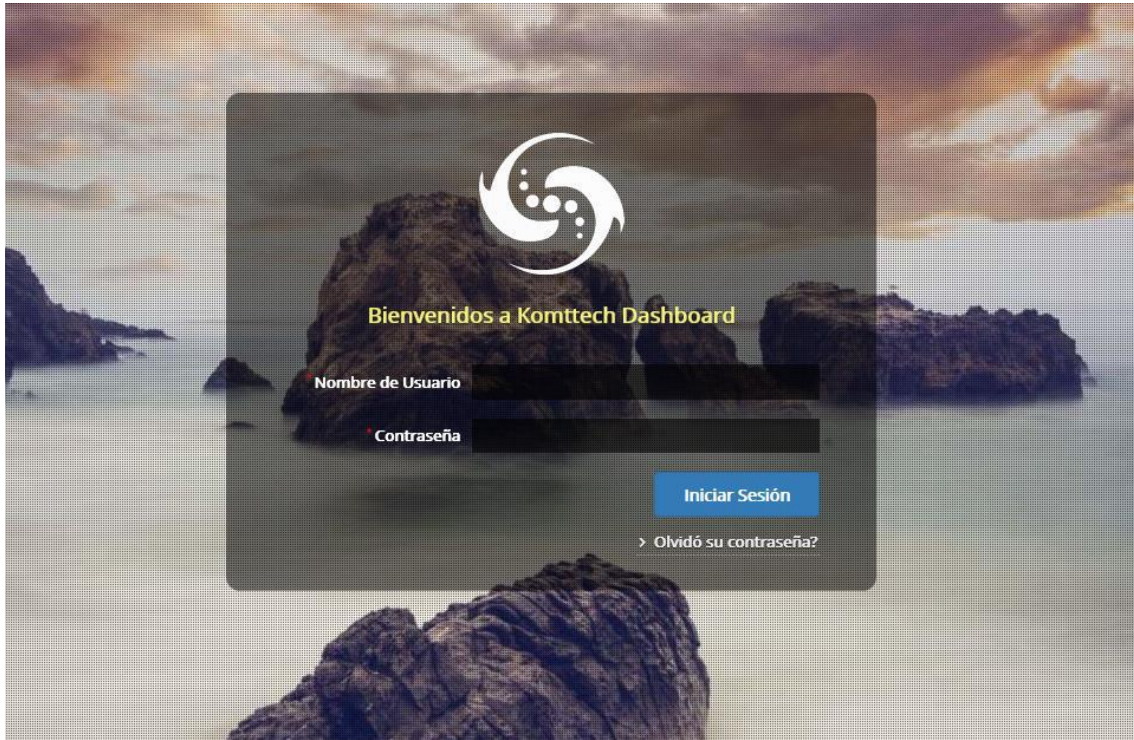 Bienvenidos a Komttech Dashboard
*Nombre de Usuario
*Contraseña
Iniciar Sesión
> Olvidó su contraseña?